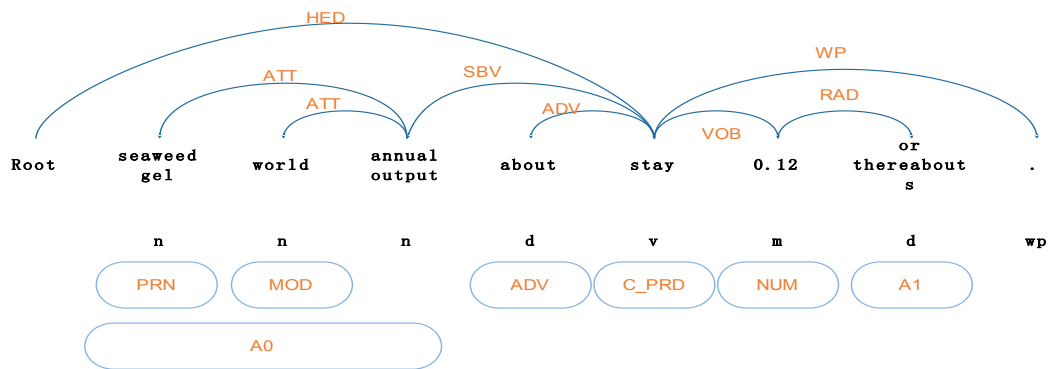 HED
WP
SBV
ATT
RAD
ATT
ADV
VOB
Root
seaweed
gel
world
annual
output
about
stay
0.12
or
thereabout
s
.
n n n d v m d wp
PRN MOD ADV C_PRD NUM A1
A0